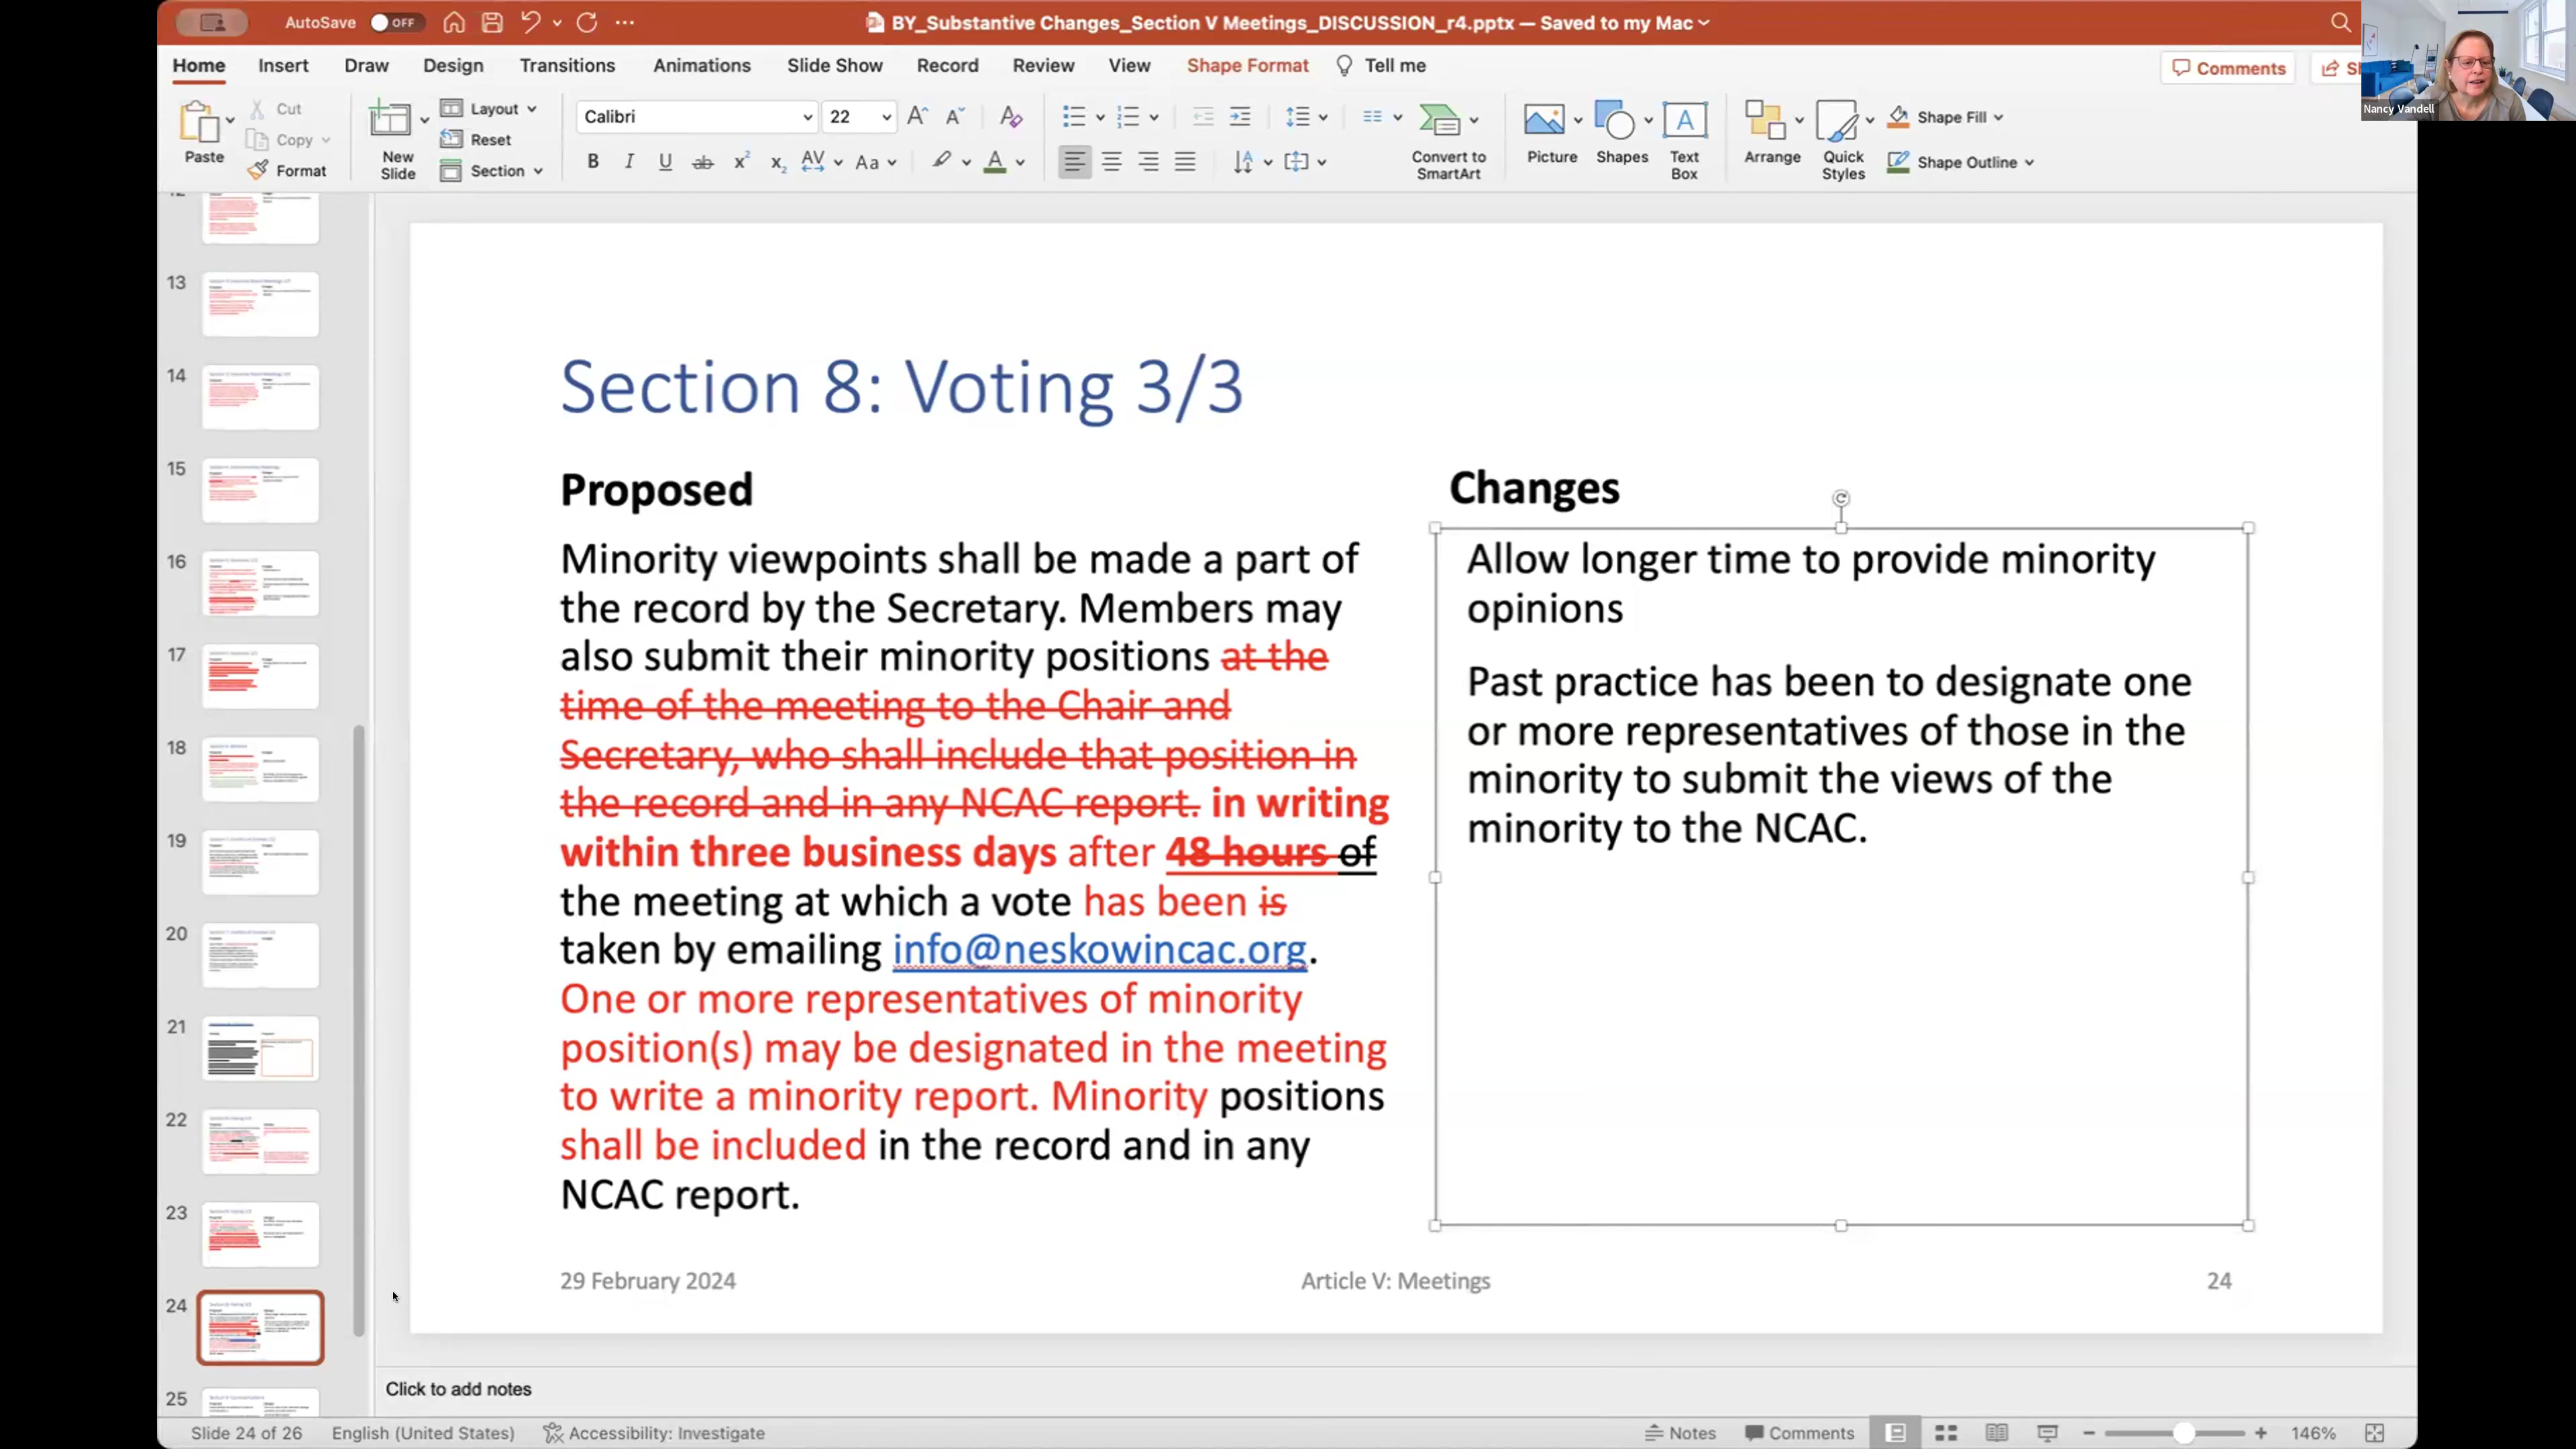 AutoSave OFF
BY_Substantive Changes_Section V Meetings_DISCUSSION_r4.pptx — Saved to my Mac
Home Insert Draw Design Transitions Animations Slide Show Record Review View Shape Format Tell me
Comments
Nancy Vandell
Paste
Cut
Copy
Format
New
Slide
Layout
Reset
Section
Calibri 22
Convert to
SmartArt
Picture
Shapes
Text
Box
Arrange
Quick
Styles
Shape Fill
Shape Outline
13
14
15
16
17
18
19
20
21
22
23
24
25
Section 8: Voting 3/3
Proposed
Minority viewpoints shall be made a part of
the record by the Secretary. Members may
also submit their minority positions at the
time of the meeting to the Chair and
Secretary, who shall include that position in
the record and in any NCAC report. in writing
within three business days after 48 hours of
the meeting at which a vote has been is
taken by emailing info@neskowincac.org.
One or more representatives of minority
position(s) may be designated in the meeting
to write a minority report. Minority positions
shall be included in the record and in any
NCAC report.
Changes
Allow longer time to provide minority
opinions
Past practice has been to designate one
or more representatives of those in the
minority to submit the views of the
minority to the NCAC.
29 February 2024
Article V: Meetings
24
Click to add notes
Slide 24 of 26 English (United States) Accessibility: Investigate Notes Comments 146%